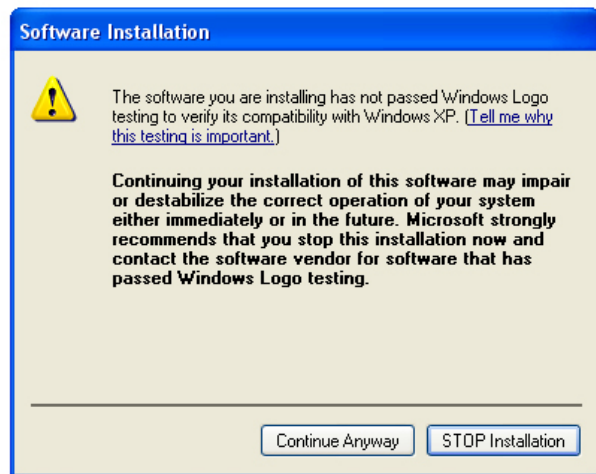 Software Installation
The software you are installing has not passed Windows Logo
testing to verify its compatibility with Windows XP. (Tell me why
this testing is important.)
Continuing your installation of this software may impair
or destabilize the correct operation of your system
either immediately or in the future. Microsoft strongly
recommends that you stop this installation now and
contact the software vendor for software that has
passed Windows Logo testing.
Continue Anyway
STOP Installation